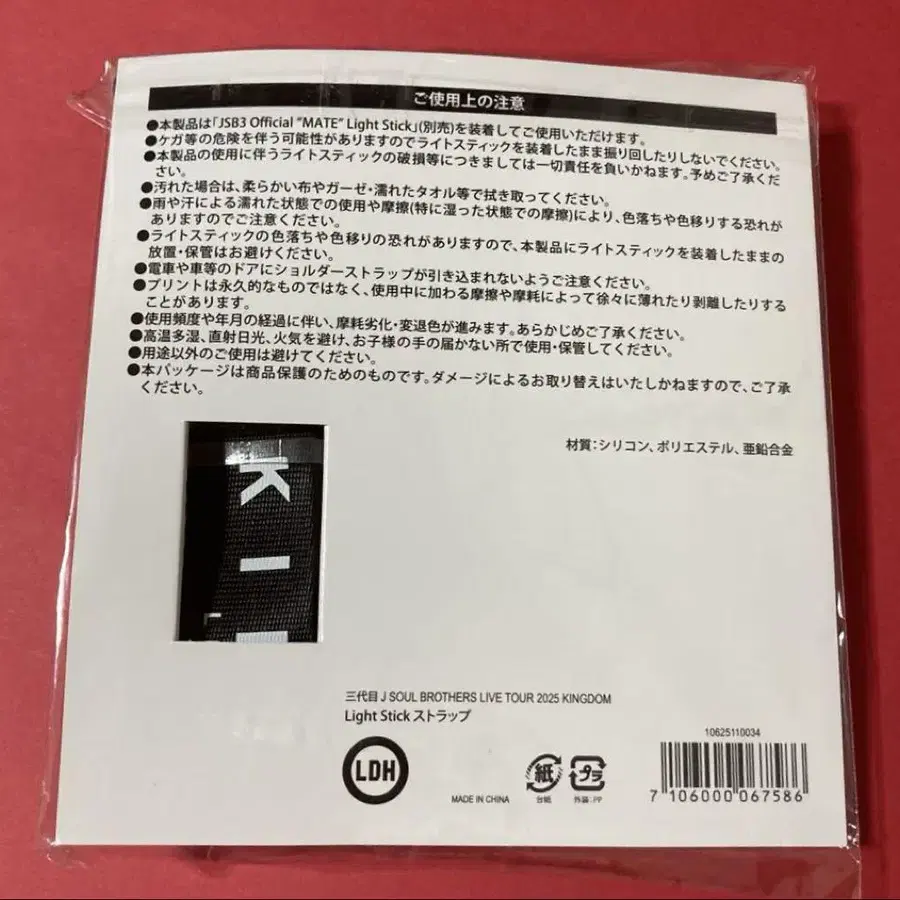 ご使用上の注意
●本製品は「JSB3 Official "MATE" Light Stick」(別売)を装着してご使用いただけます。
●ケガ等の危険を伴う可能性がありますのでライトスティックを装着したまま振り回したりしないでください。
●本製品の使用に伴うライトスティックの破損等につきましては一切責任を負いかねます。予めご了承くだ
さい。
●汚れた場合は、柔らかい布やガーゼ・濡れたタオル等で拭き取ってください。
●雨や汗による濡れた状態での使用や摩擦(特に湿った状態での摩擦)により、色落ちや色移りする恐れが
ありますのでご注意ください。
●ライトスティックの色落ちや色移りの恐れがありますので、本製品にライトスティックを装着したままの
放置・保管はお避けください。
●電車や車等のドアにショルダーストラップが引き込まれないようご注意ください。
●プリントは永久的なものではなく、使用中に加わる摩擦や摩耗によって徐々に薄れたり剥離したりする
ことがあります。
●使用頻度や年月の経過に伴い、摩耗劣化・変退色が進みます。あらかじめご了承ください。
●高温多湿、直射日光、火気を避け、お子様の手の届かない所で使用・保管してください。
●用途以外のご使用は避けてください。
●本パッケージは商品保護のためのものです。ダメージによるお取り替えはいたしかねますので、ご了承
ください。
材質:シリコン、ポリエステル、亜鉛合金
K
I
三代目 J SOUL BROTHERS LIVE TOUR 2025 KINGDOM
Light Stick ストラップ
LDH
MADE IN CHINA
紙
台紙
プラ
外装:PP
10625110034
7 106000 067586